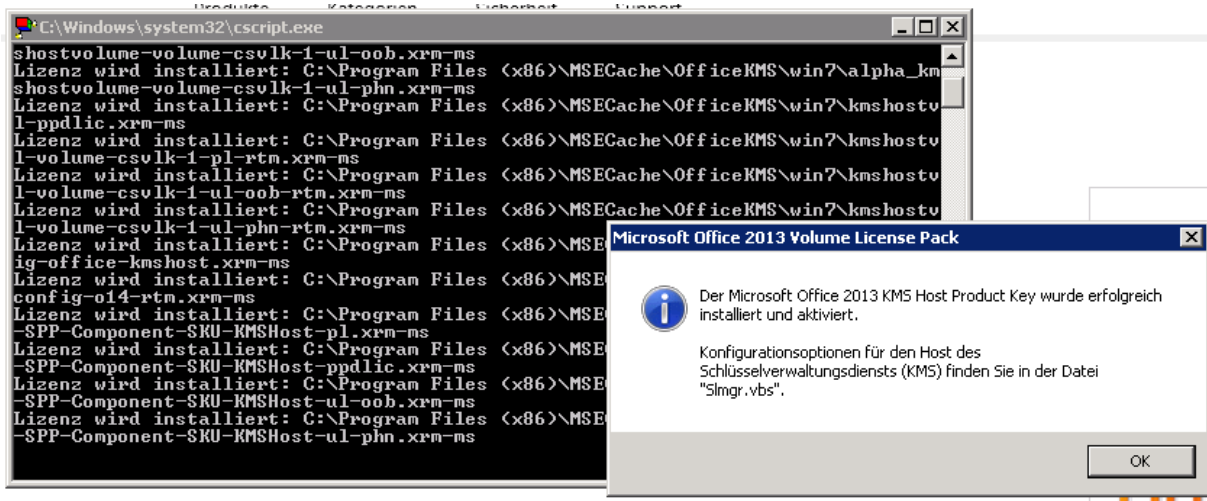 Produkte Kategorien Sicherheit Support
C:\Windows\system32\cscript.exe
shostvolume-volume-csvlk-1-ul-oob.xrm-ms
Lizenz wird installiert: C:\Program Files (x86)\MSECache\OfficeKMS\win7\alpha_km
shostvolume-volume-csvlk-1-ul-phn.xrm-ms
Lizenz wird installiert: C:\Program Files (x86)\MSECache\OfficeKMS\win7\kmshostv
l-ppdlic.xrm-ms
Lizenz wird installiert: C:\Program Files (x86)\MSECache\OfficeKMS\win7\kmshostv
l-volume-csvlk-1-pl-rtm.xrm-ms
Lizenz wird installiert: C:\Program Files (x86)\MSECache\OfficeKMS\win7\kmshostv
l-volume-csvlk-1-ul-oob-rtm.xrm-ms
Lizenz wird installiert: C:\Program Files (x86)\MSECache\OfficeKMS\win7\kmshostv
l-volume-csvlk-1-ul-phn-rtm.xrm-ms
Lizenz wird installiert: C:\Program Files (x86)\MSE
ig-office-kmshost.xrm-ms
Lizenz wird installiert: C:\Program Files (x86)\MSE
config-o14-rtm.xrm-ms
Lizenz wird installiert: C:\Program Files (x86)\MSE
-SPP-Component-SKU-KMSHost-pl.xrm-ms
Lizenz wird installiert: C:\Program Files (x86)\MSE
-SPP-Component-SKU-KMSHost-ppdlic.xrm-ms
Lizenz wird installiert: C:\Program Files (x86)\MSE
-SPP-Component-SKU-KMSHost-ul-oob.xrm-ms
Lizenz wird installiert: C:\Program Files (x86)\MSE
-SPP-Component-SKU-KMSHost-ul-phn.xrm-ms
Microsoft Office 2013 Volume License Pack
Der Microsoft Office 2013 KMS Host Product Key wurde erfolgreich
installiert und aktiviert.
Konfigurationsoptionen für den Host des
Schlüsselverwaltungsdiensts (KMS) finden Sie in der Datei
"Slmgr.vbs".
OK